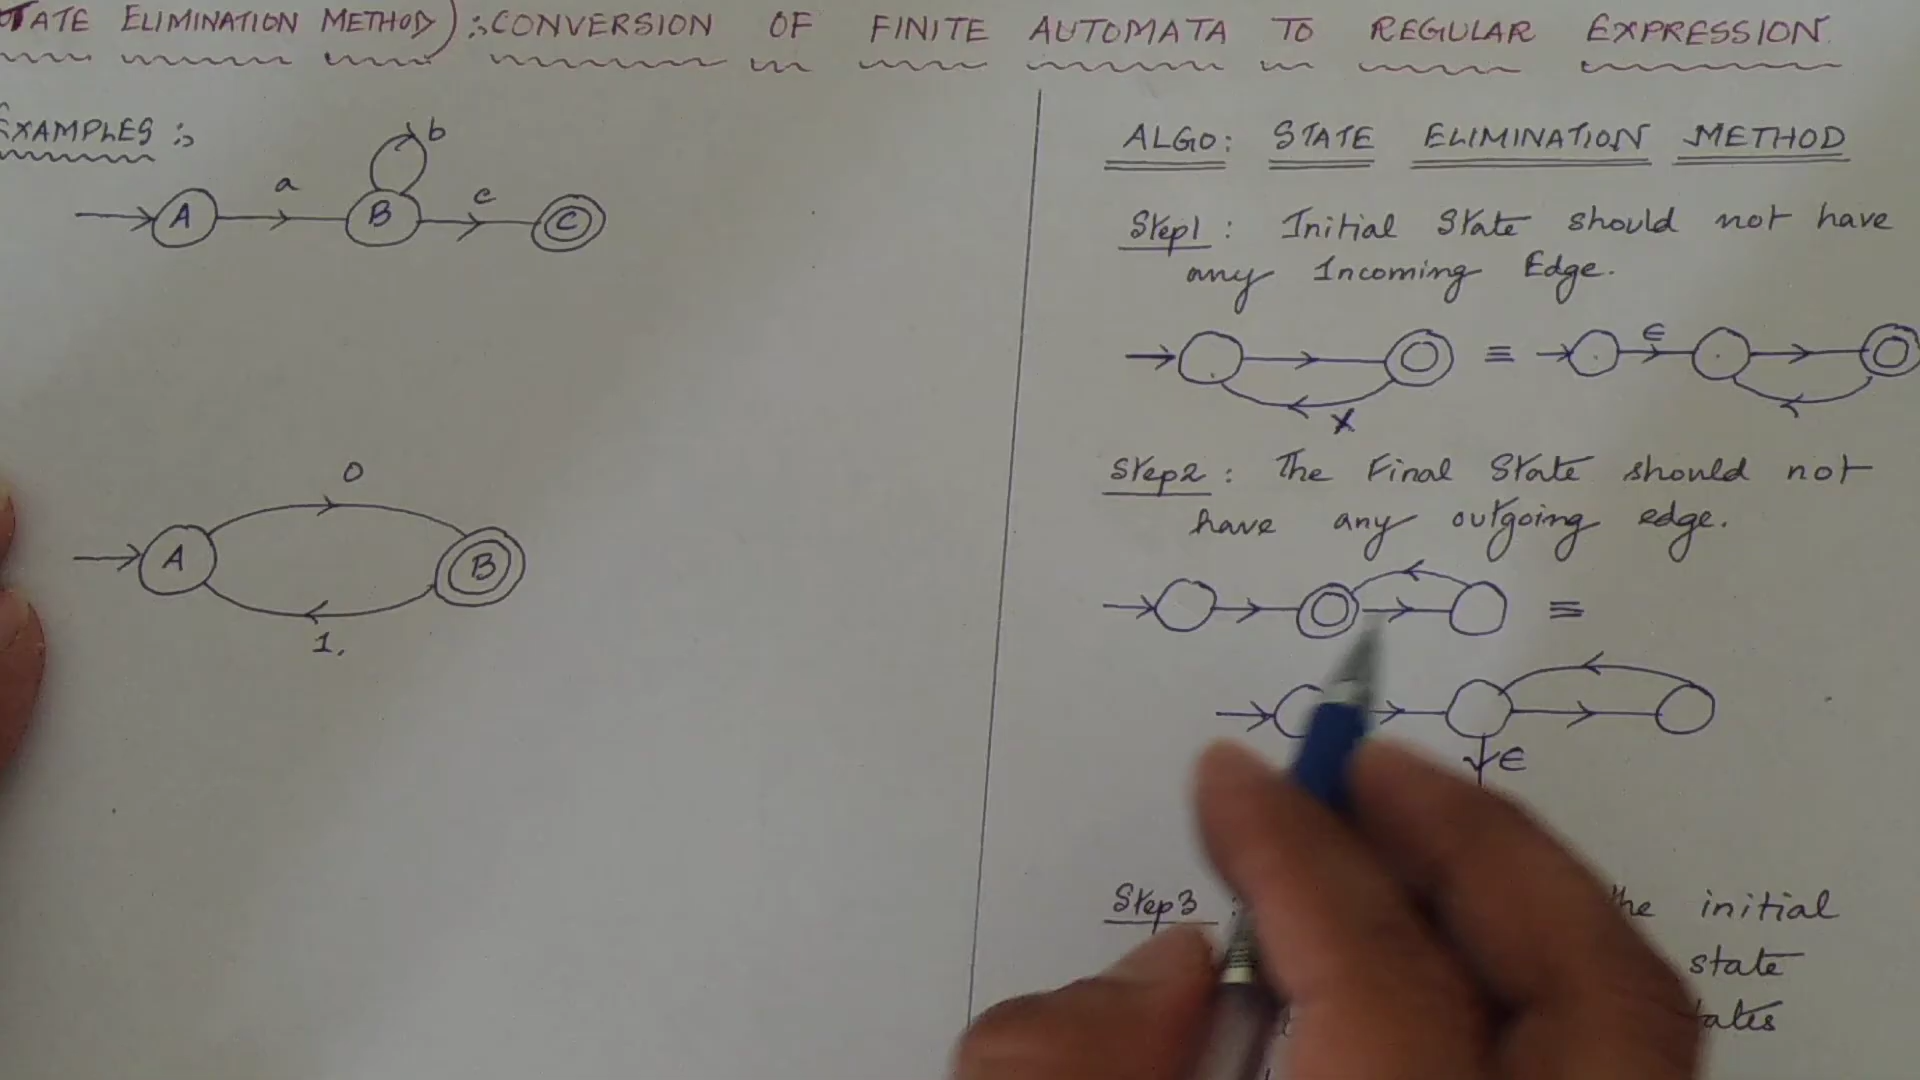 TATE ELIMINATION METHOD) :. CONVERSION OF FINITE AUTOMATA TO REGULAR EXPRESSION
EXAMPLES :.
b
a
c
A
B
C
0
A
B
1.
ALGO: STATE ELIMINATION METHOD
Step1 : Initial State should not have
any Incoming Edge.
≡
ϵ
x
Step2 : The Final State should not
have any outgoing edge.
≡
ϵ
Step3 : the initial
state